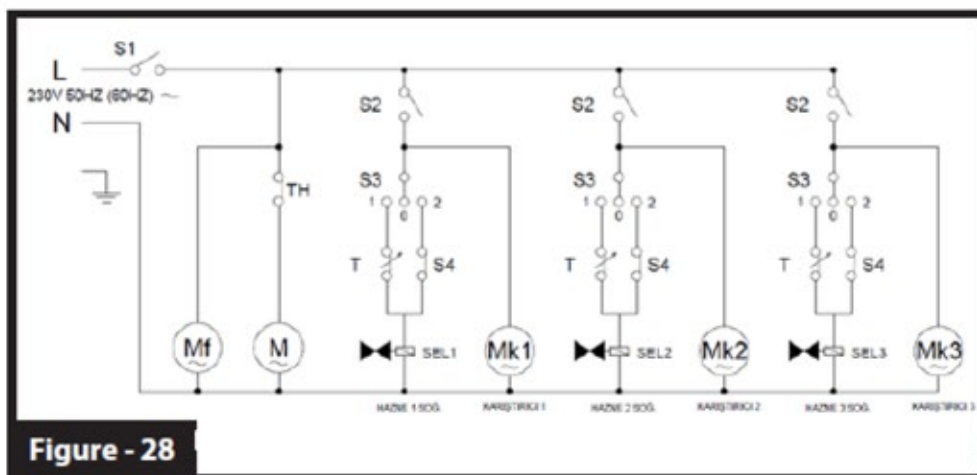 S1
L
230V 50HZ (60HZ) ~
N
S2 S2 S2
S3 S3 S3
TH
1 2 1 2 1 2
0 0 0
T S4 T S4 T S4
Mf M Mk1 Mk2 Mk3
SEL1 SEL2 SEL3
HAZNE 1 SOĞ. KARIŞTIRICI 1 HAZNE 2 SOĞ. KARIŞTIRICI 2 HAZNE 3 SOĞ. KARIŞTIRICI 3
Figure - 28